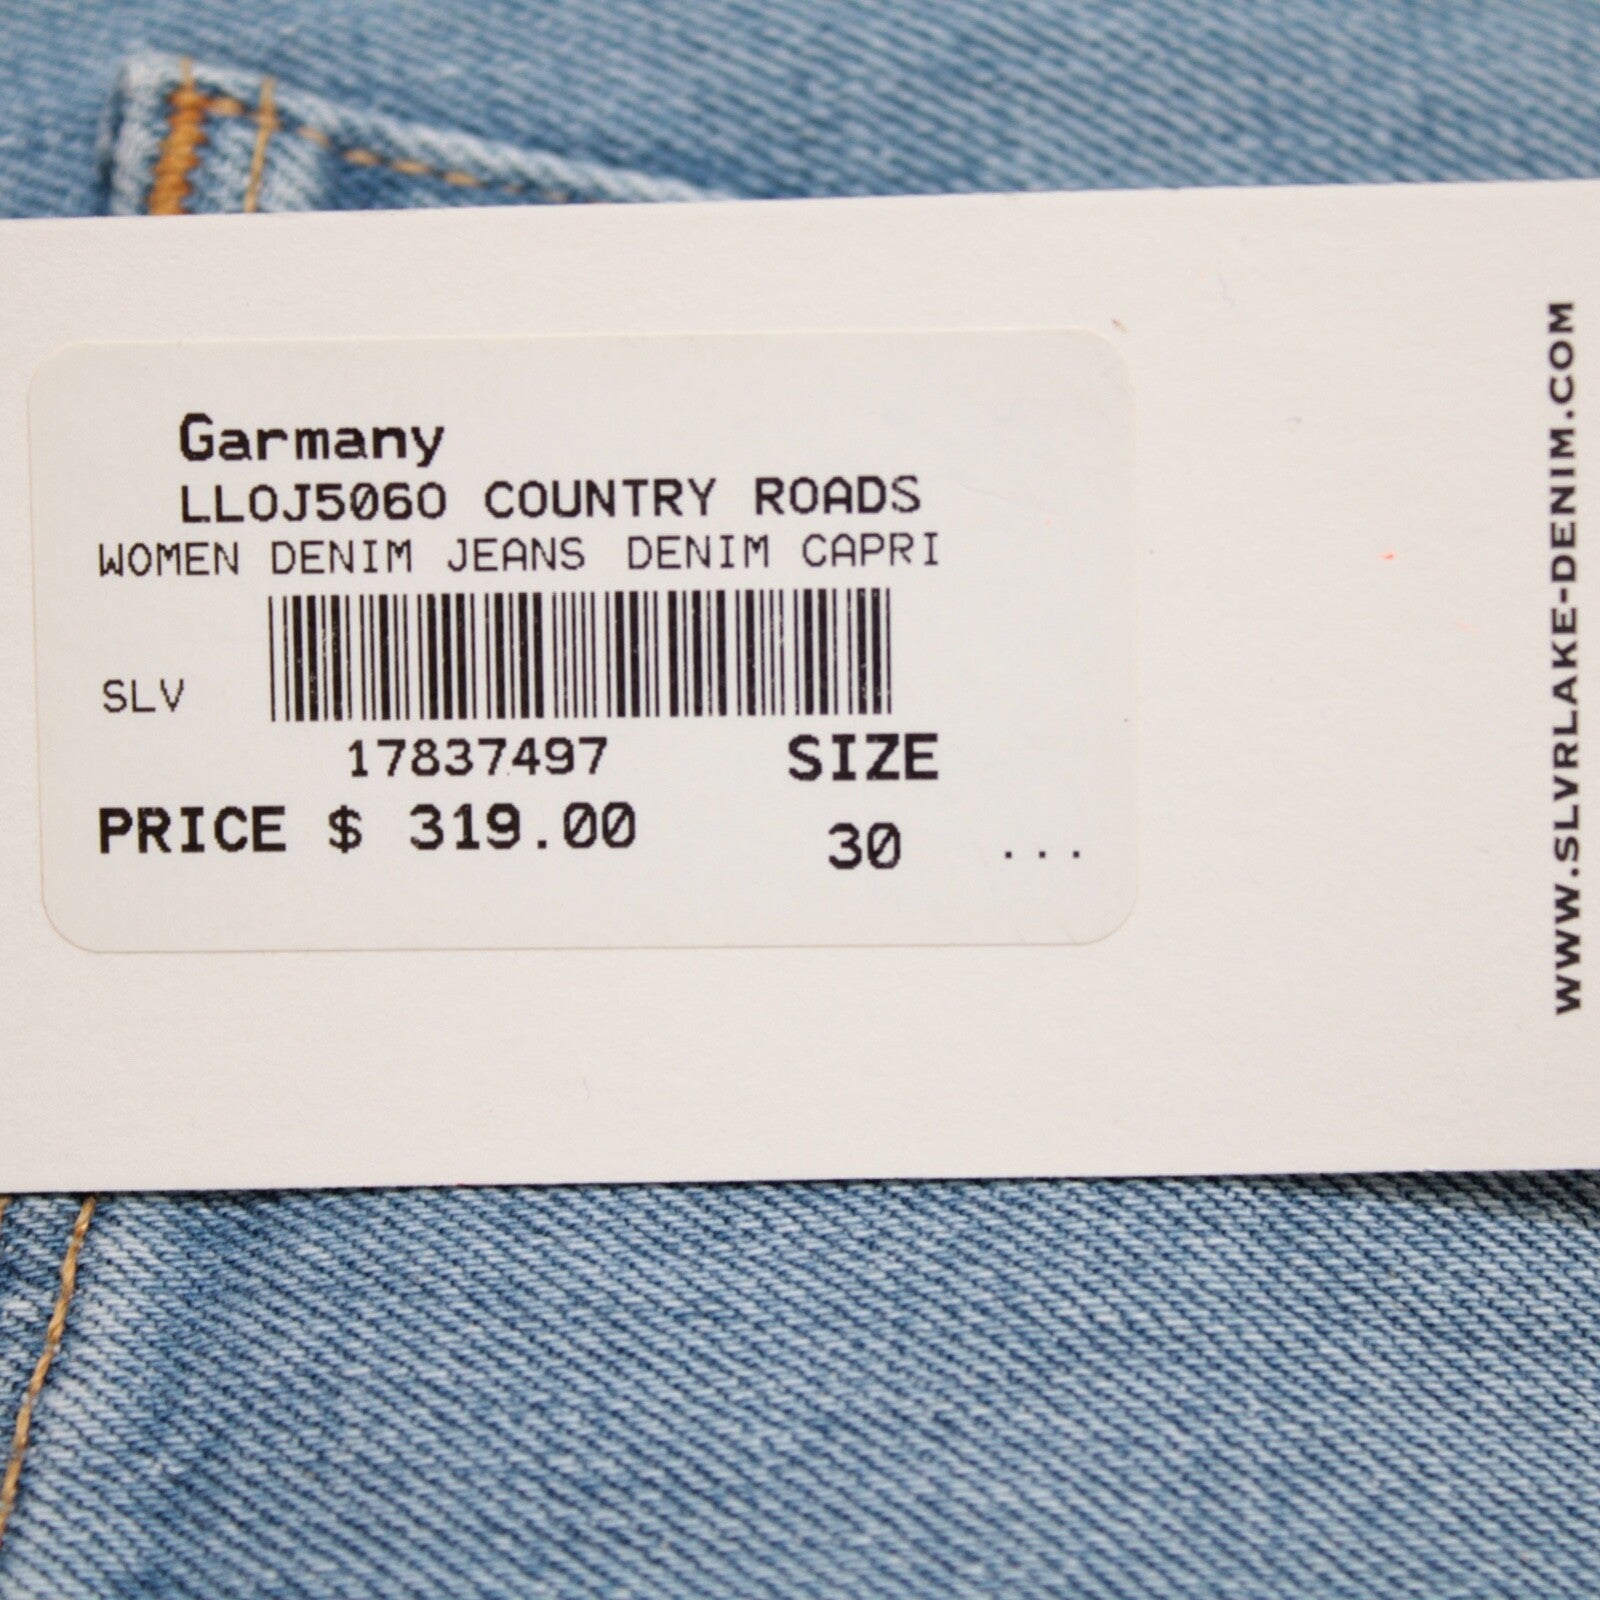 Garmany
LLOJ5060 COUNTRY ROADS
WOMEN DENIM JEANS DENIM CAPRI
SLV
17837497 SIZE
PRICE $ 319.00 30 ...
WWW.SLVRLAKE-DENIM.COM